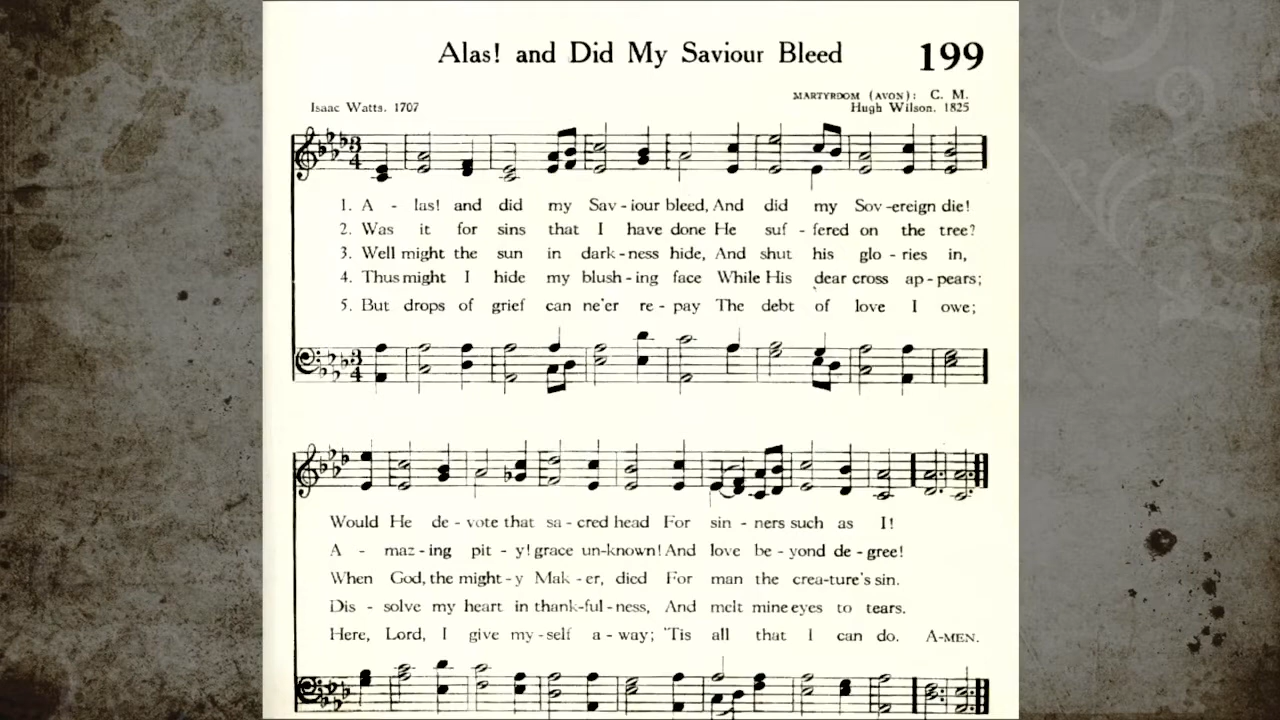 Alas! and Did My Saviour Bleed 199
MARTYRDOM (AVON): C. M.
Isaac Watts. 1707 Hugh Wilson. 1825
3 4
1. A - las! and did my Sav - iour bleed, And did my Sov - ereign die!
2. Was it for sins that I have done He suf - fered on the tree?
3. Well might the sun in dark - ness hide, And shut his glo - ries in,
4. Thus might I hide my blush - ing face While His dear cross ap - pears;
5. But drops of grief can ne'er re - pay The debt of love I owe;
3 4
Would He de - vote that sa - cred head For sin - ners such as I!
A - maz - ing pit - y! grace un-known! And love be - yond de - gree!
When God, the might - y Mak - er, died For man the crea-ture's sin.
Dis - solve my heart in thank-ful - ness, And melt mine eyes to tears.
Here, Lord, I give my - self a - way; 'Tis all that I can do. A-MEN.